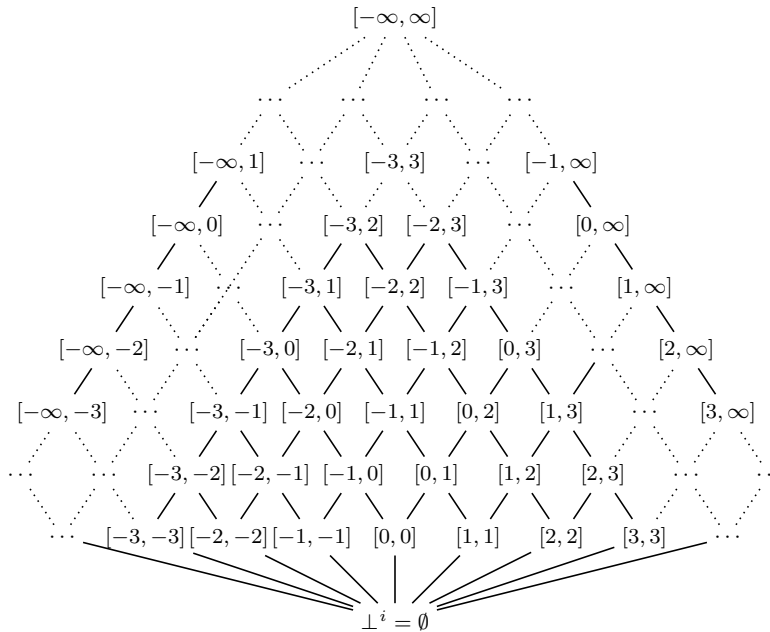 [−∞, ∞]
··· ··· ··· ···
[−∞, 1] ··· [−3, 3] ··· [−1, ∞]
[−∞, 0] ··· [−3, 2] [−2, 3] ··· [0, ∞]
[−∞, −1] ··· [−3, 1] [−2, 2] [−1, 3] ··· [1, ∞]
[−∞, −2] ··· [−3, 0] [−2, 1] [−1, 2] [0, 3] ··· [2, ∞]
[−∞, −3] ··· [−3, −1] [−2, 0] [−1, 1] [0, 2] [1, 3] ··· [3, ∞]
··· ··· [−3, −2] [−2, −1] [−1, 0] [0, 1] [1, 2] [2, 3] ··· ···
··· [−3, −3] [−2, −2] [−1, −1] [0, 0] [1, 1] [2, 2] [3, 3] ···
⊥ⁱ = ∅